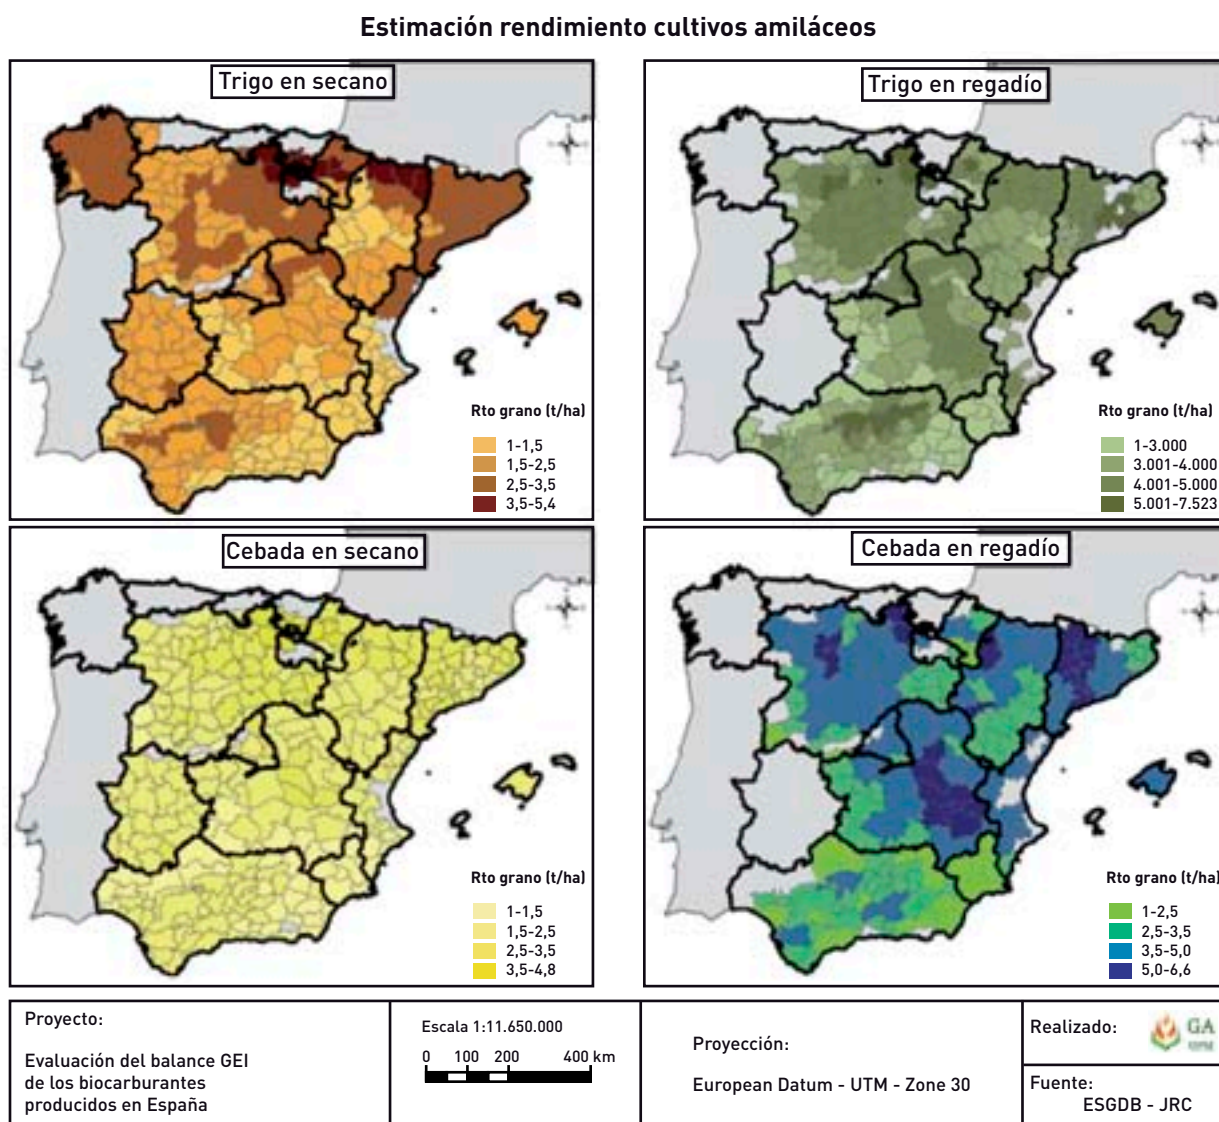 Estimación rendimiento cultivos amiláceos
Trigo en secano
Rto grano (t/ha)
1-1,5
1,5-2,5
2,5-3,5
3,5-5,4
Trigo en regadío
Rto grano (t/ha)
1-3.000
3.001-4.000
4.001-5.000
5.001-7.523
Cebada en secano
Rto grano (t/ha)
1-1,5
1,5-2,5
2,5-3,5
3,5-4,8
Cebada en regadío
Rto grano (t/ha)
1-2,5
2,5-3,5
3,5-5,0
5,0-6,6
Proyecto:
Evaluación del balance GEI
de los biocarburantes
producidos en España
Escala 1:11.650.000
0 100 200 400 km
Proyección:
European Datum - UTM - Zone 30
Realizado:
GA
UPM
Fuente:
ESGDB - JRC